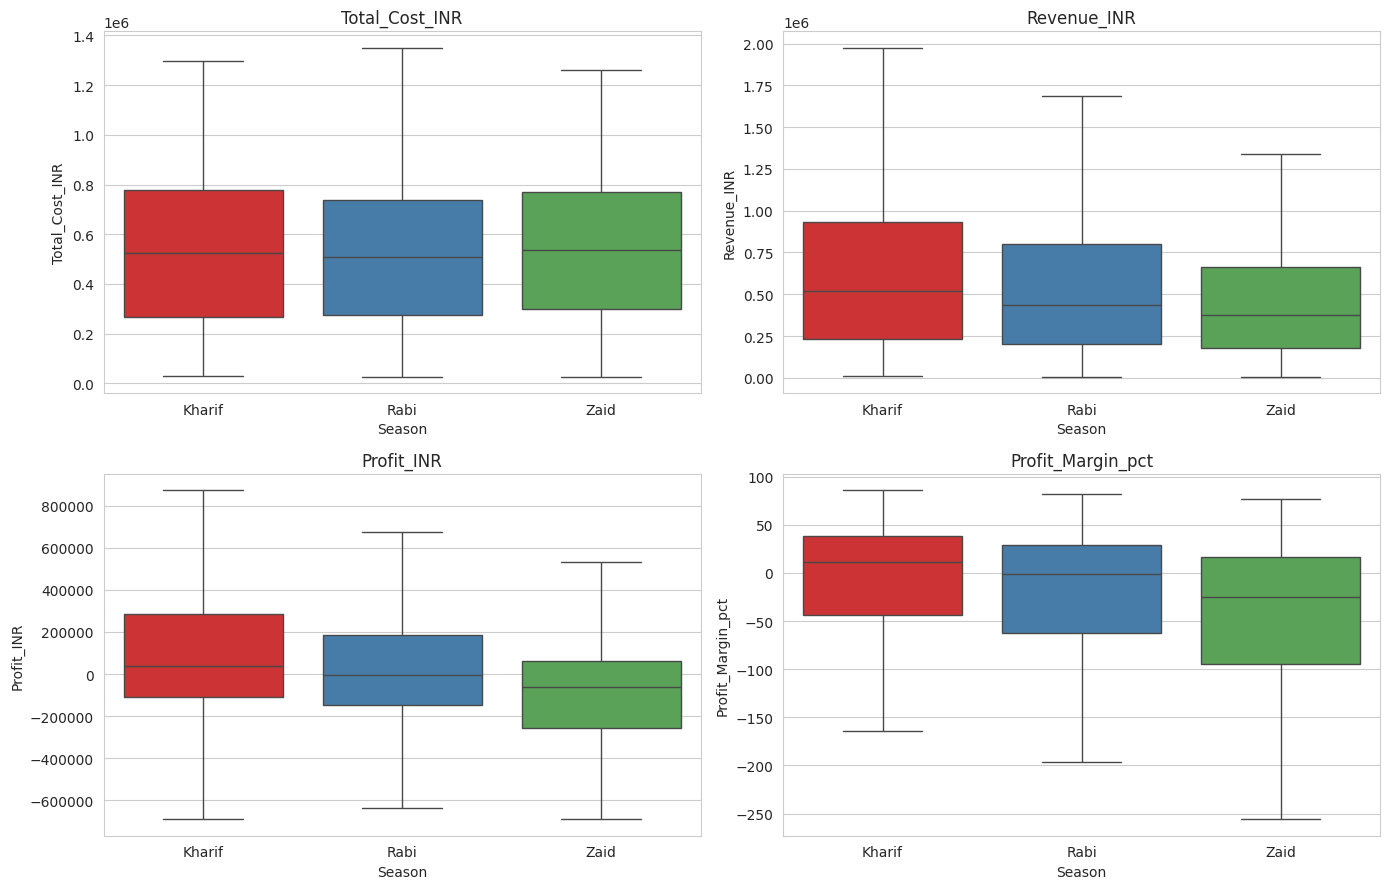 Total_Cost_INR
1e6
1.4
1.2
1.0
0.8
0.6
0.4
0.2
0.0
Total_Cost_INR
Kharif Rabi Zaid
Season
Revenue_INR
1e6
2.00
1.75
1.50
1.25
1.00
0.75
0.50
0.25
0.00
Revenue_INR
Kharif Rabi Zaid
Season
Profit_INR
800000
600000
400000
200000
0
−200000
−400000
−600000
Profit_INR
Kharif Rabi Zaid
Season
Profit_Margin_pct
100
50
0
−50
−100
−150
−200
−250
Profit_Margin_pct
Kharif Rabi Zaid
Season